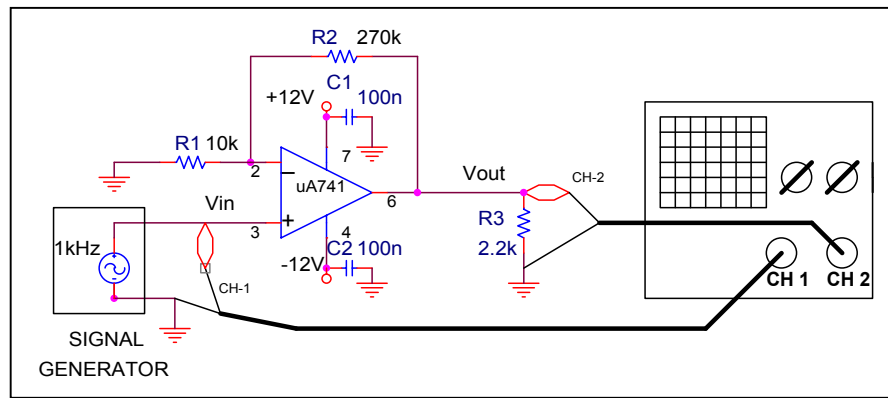 R2 270k
C1
+12V 100n
R1 10k
7
2
uA741
6
Vout
CH-2
Vin
3
4
R3
2.2k
1kHz
C2 100n
-12V
CH-1
CH 1 CH 2
SIGNAL
GENERATOR